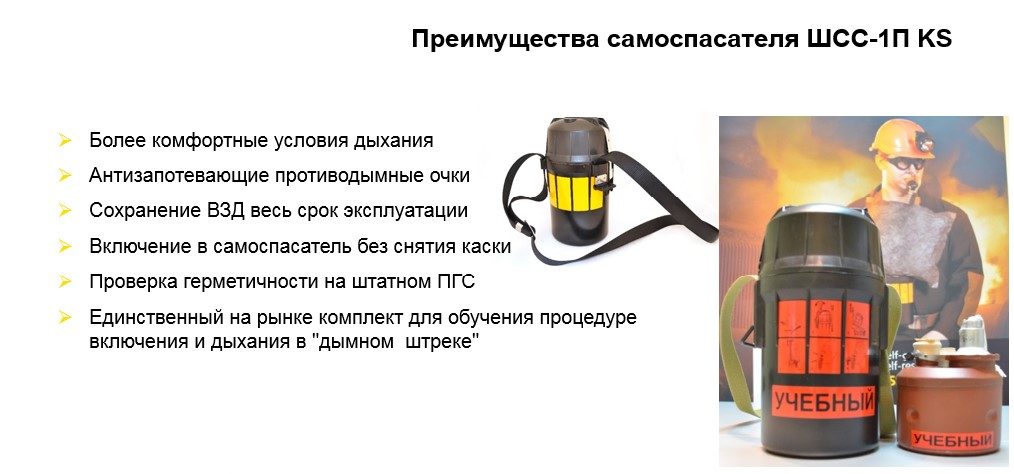 Преимущества самоспасателя ШСС-1П KS
Более комфортные условия дыхания
Антизапотевающие противодымные очки
Сохранение ВЗД весь срок эксплуатации
Включение в самоспасатель без снятия каски
Проверка герметичности на штатном ПГС
Единственный на рынке комплект для обучения процедуре
включения и дыхания в "дымном  штреке"
УЧЕБНЫЙ
УЧЕБНЫЙ